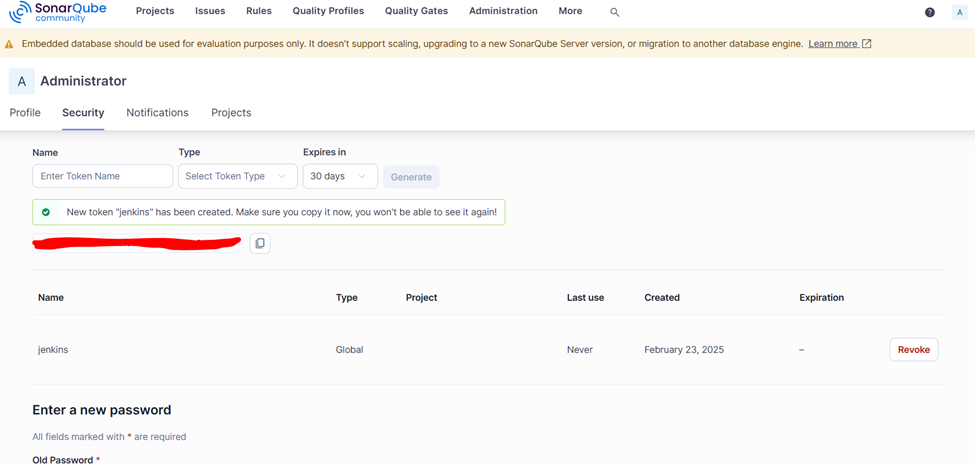 SonarQube community Projects Issues Rules Quality Profiles Quality Gates Administration More ? A
Embedded database should be used for evaluation purposes only. It doesn't support scaling, upgrading to a new SonarQube Server version, or migration to another database engine. Learn more
A Administrator
Profile Security Notifications Projects
Name Type Expires in
Enter Token Name Select Token Type 30 days Generate
New token "jenkins" has been created. Make sure you copy it now, you won't be able to see it again!
Name Type Project Last use Created Expiration
jenkins Global Never February 23, 2025 – Revoke
Enter a new password
All fields marked with * are required
Old Password *